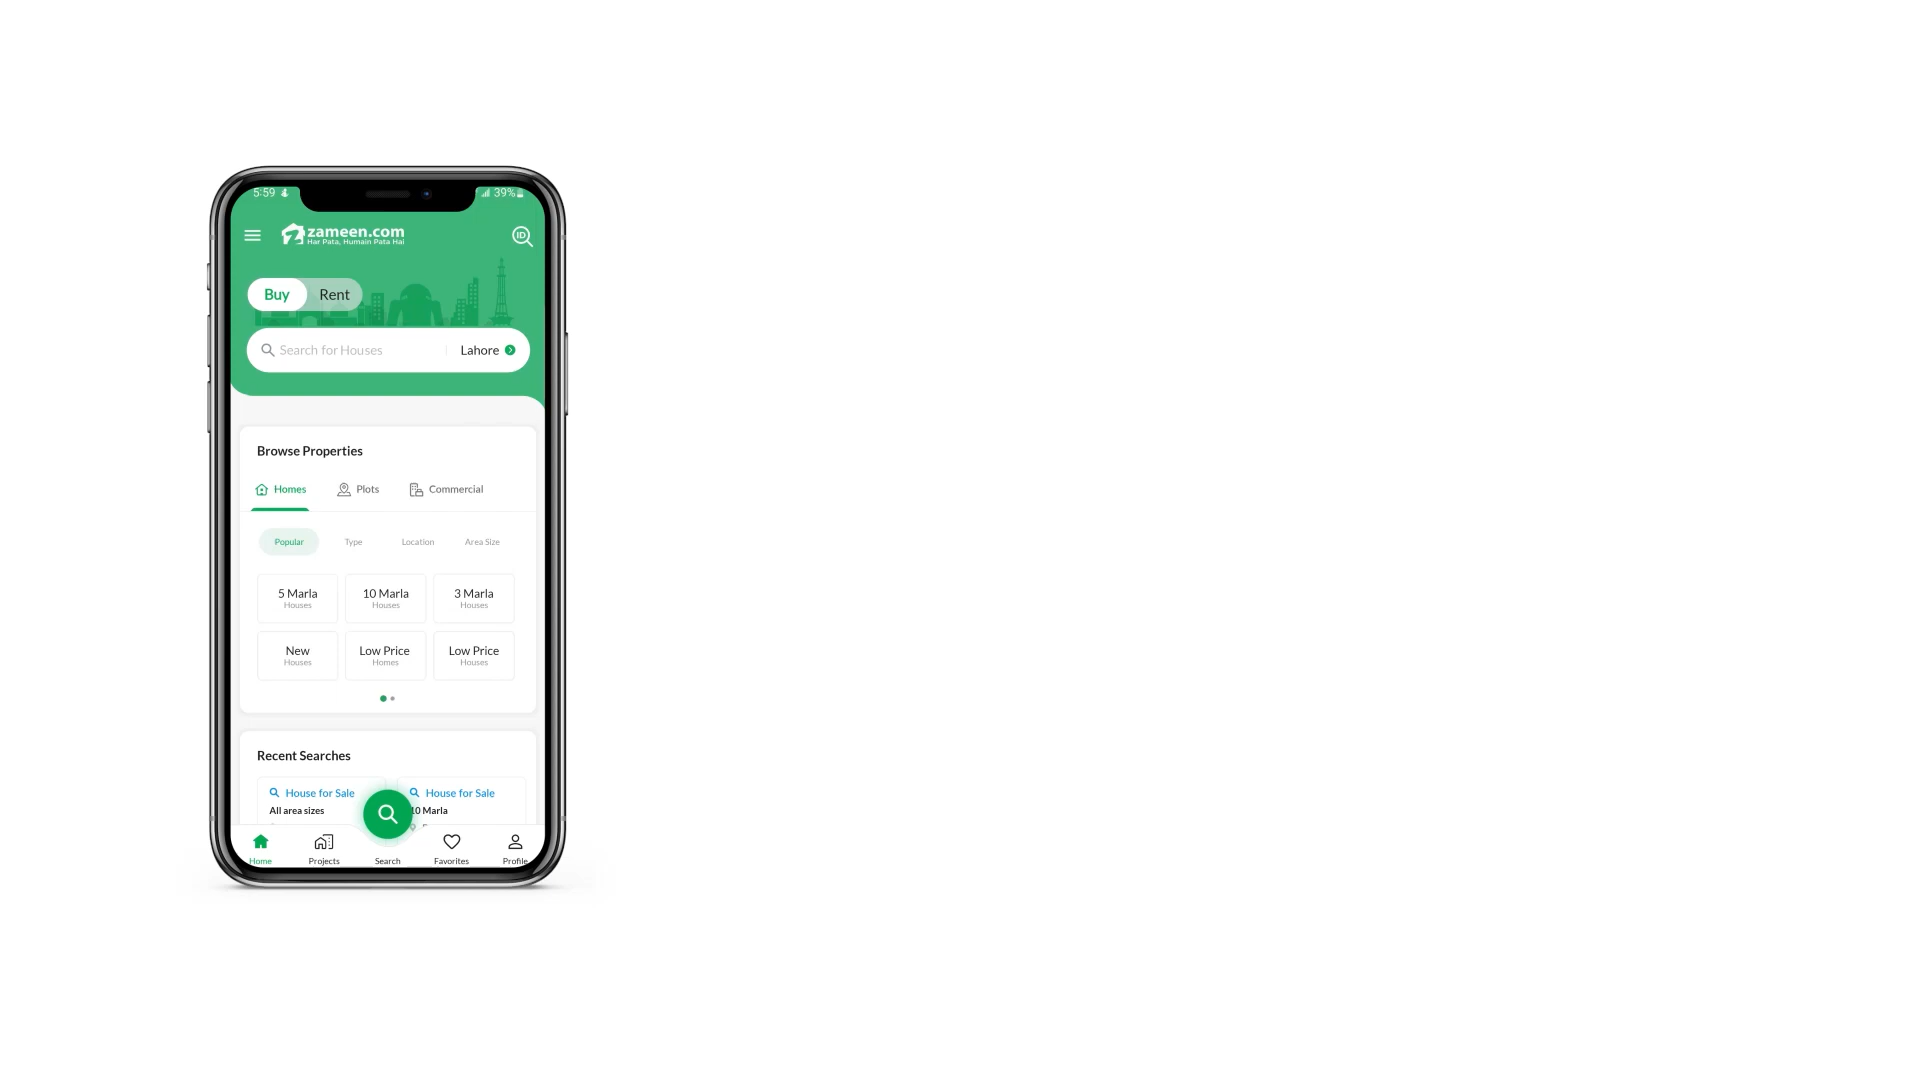 5:59
39%
zameen.com
Har Pata, Humain Pata Hai
ID
Buy
Rent
Search for Houses
Lahore
Browse Properties
Homes
Plots
Commercial
Popular
Type
Location
Area Size
5 Marla
Houses
10 Marla
Houses
3 Marla
Houses
New
Houses
Low Price
Homes
Low Price
Houses
Recent Searches
House for Sale
All area sizes
House for Sale
10 Marla
Home
Projects
Search
Favorites
Profile